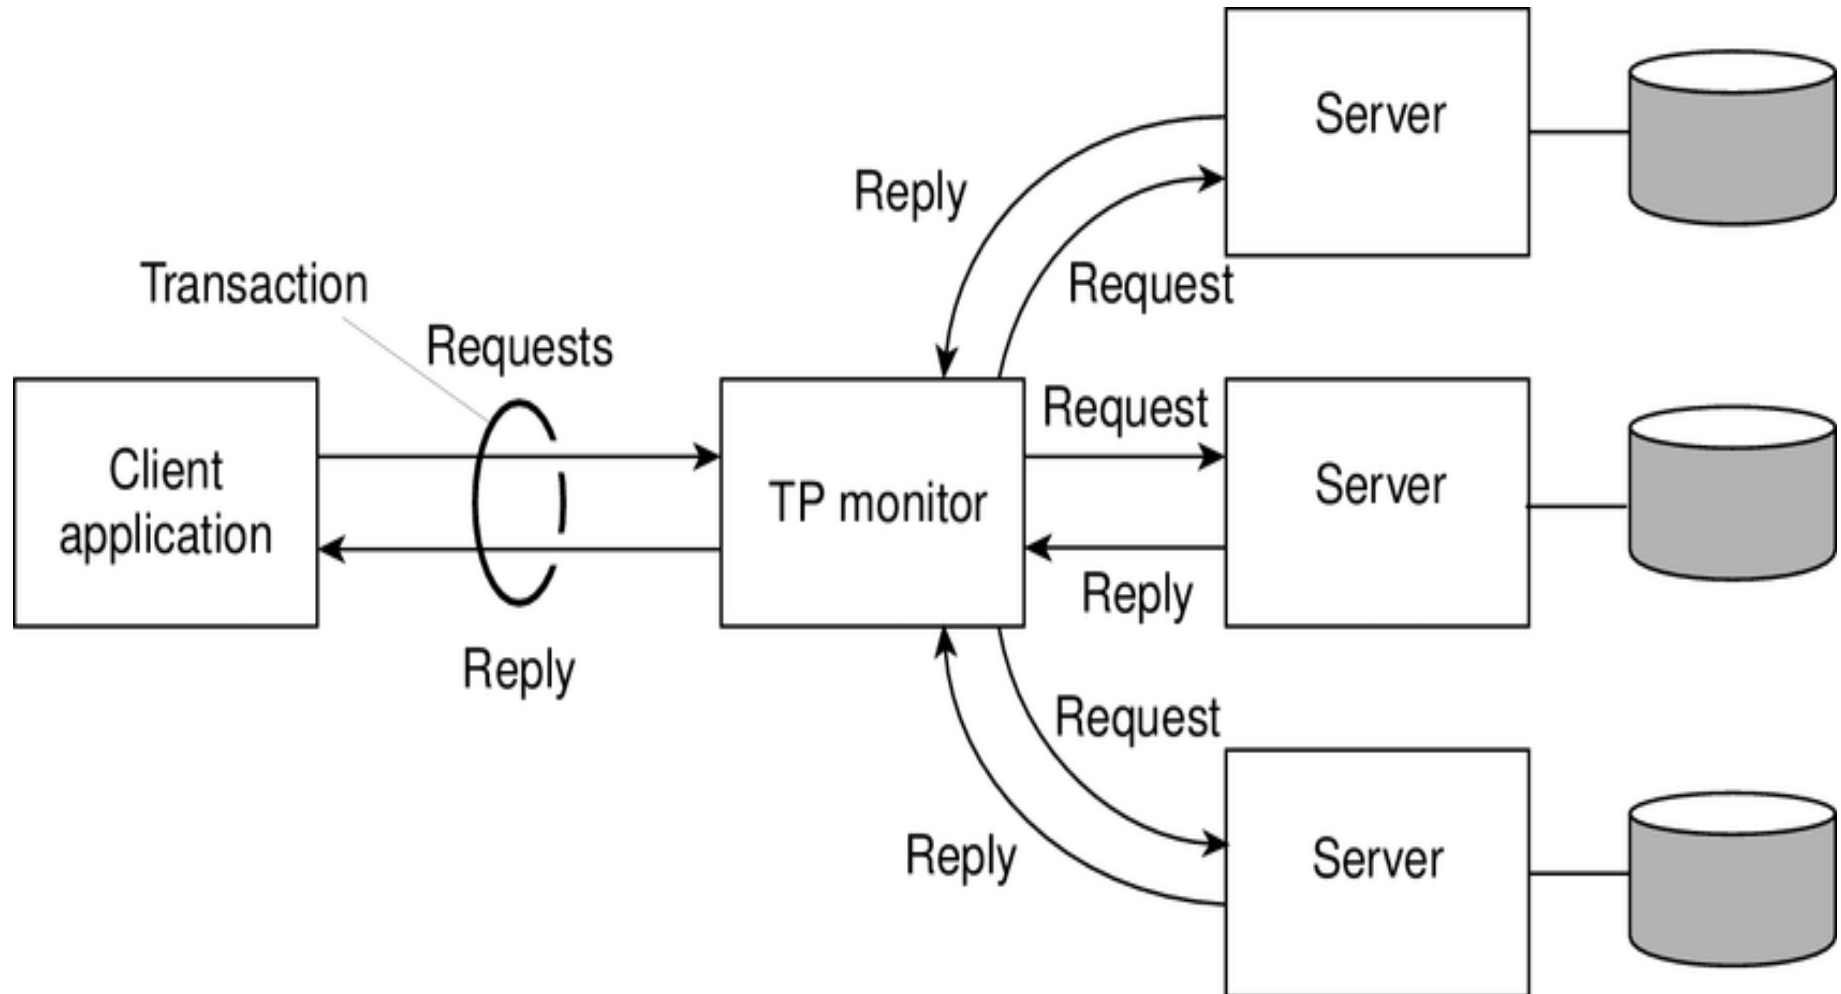 Server
Reply
Request
Transaction
Requests
Client
application
TP monitor
Request
Server
Reply
Reply
Request
Reply
Server